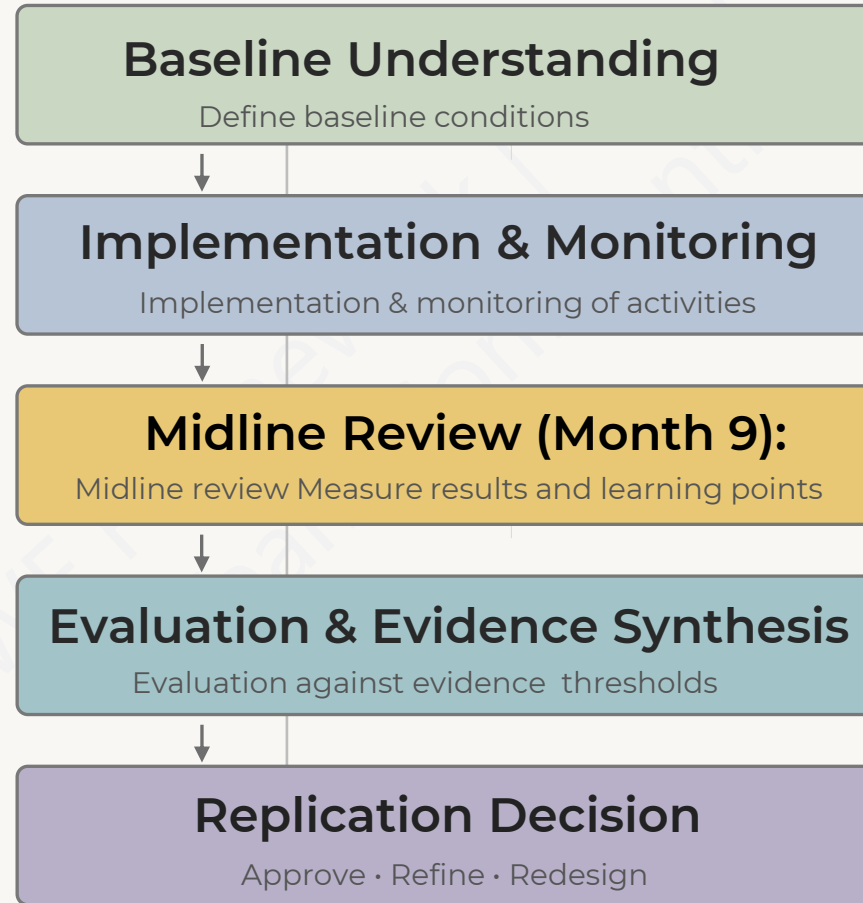 Baseline Understanding
Define baseline conditions
Implementation & Monitoring
Implementation & monitoring of activities
Midline Review (Month 9):
Midline review Measure results and learning points
Evaluation & Evidence Synthesis
Evaluation against evidence  thresholds
Replication Decision
Approve • Refine • Redesign